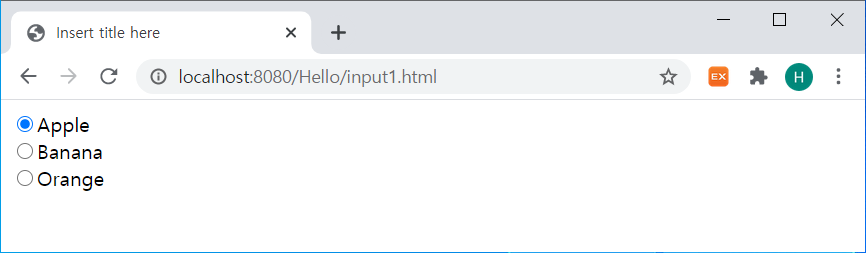 Insert title here
localhost:8080/Hello/input1.html
EX
H
Apple
Banana
Orange